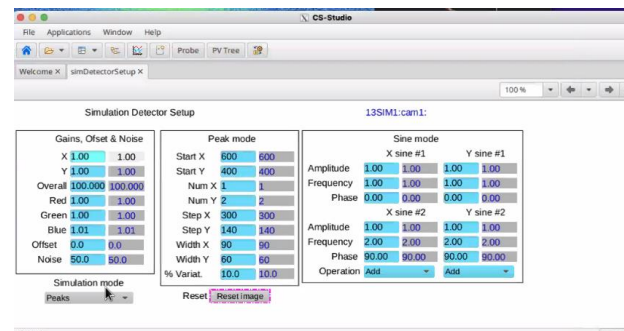 CS-Studio
File Applications Window Help
Probe PV Tree
Welcome × simDetectorSetup ×
100 %
Simulation Detector Setup 13SIM1:cam1:
Gains, Ofset & Noise
X 1.00 1.00
Y 1.00 1.00
Overall 100.000 100.000
Red 1.00 1.00
Green 1.00 1.00
Blue 1.01 1.01
Offset 0.0 0.0
Noise 50.0 50.0
Simulation mode
Peaks
Peak mode
Start X 600 600
Start Y 400 400
Num X 1 1
Num Y 2 2
Step X 300 300
Step Y 140 140
Width X 90 90
Width Y 60 60
% Variat. 10.0 10.0
Reset Reset image
Sine mode
X sine #1 Y sine #1
Amplitude 1.00 1.00 1.00 1.00
Frequency 1.00 1.00 1.00 1.00
Phase 0.00 0.00 0.00 0.00
X sine #2 Y sine #2
Amplitude 1.00 1.00 1.00 1.00
Frequency 2.00 2.00 2.00 2.00
Phase 90.00 90.00 90.00 90.00
Operation Add Add